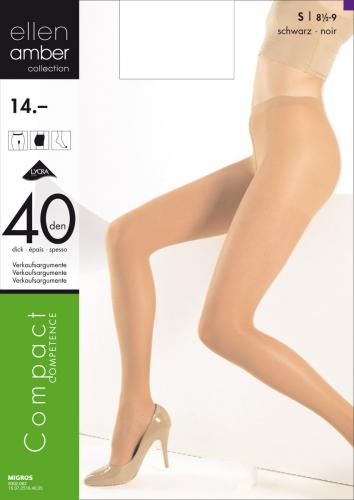 ellen
amber
collection
S | 8½-9
schwarz - noir
14.–
LYCRA
40 den
dick - épais - spesso
Verkaufsargumente
Verkaufsargumente
Verkaufsargumente
Compact
COMPETENCE
MIGROS